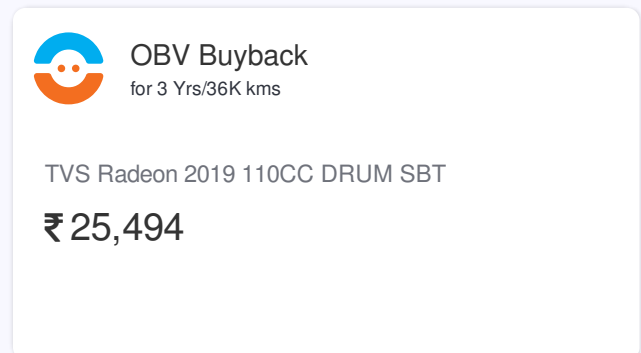 OBV Buyback
for 3 Yrs/36K kms
TVS Radeon 2019 110CC DRUM SBT
₹ 25,494